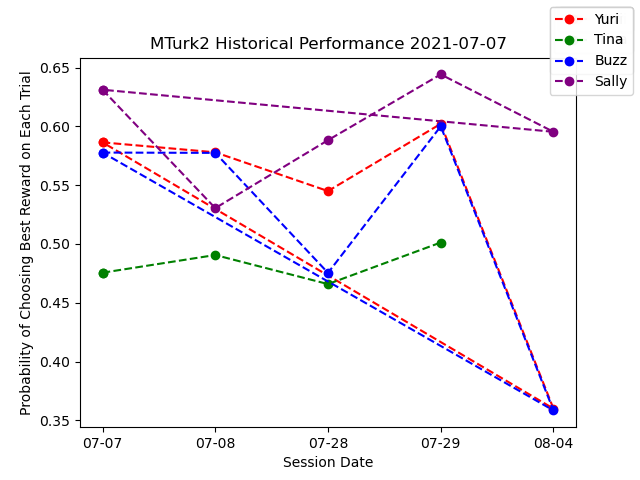 MTurk2 Historical Performance 2021-07-07
Yuri
Tina
Buzz
Sally
Probability of Choosing Best Reward on Each Trial
0.65
0.60
0.55
0.50
0.45
0.40
0.35
07-07 07-08 07-28 07-29 08-04
Session Date